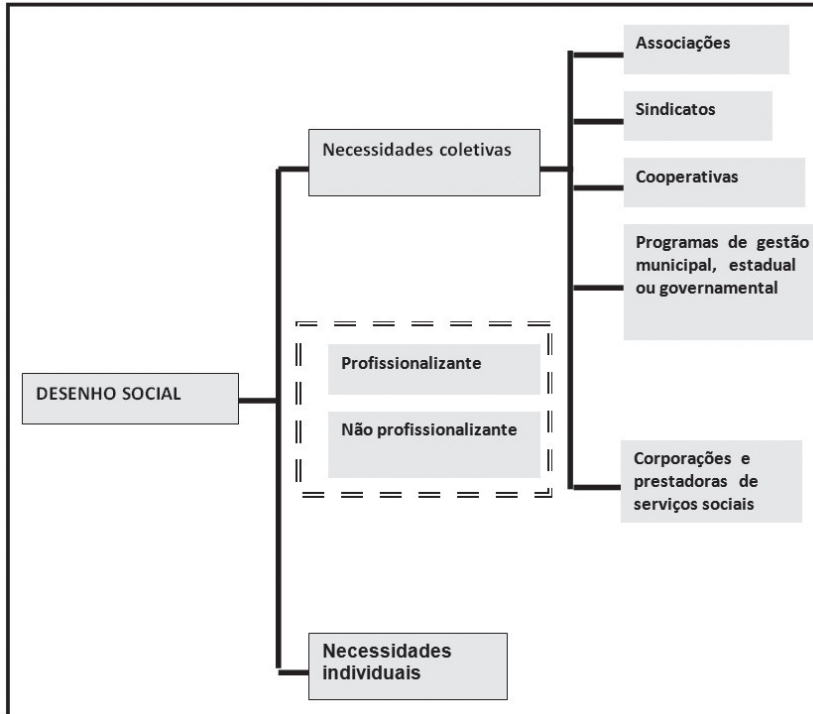 DESENHO SOCIAL
Necessidades coletivas
Profissionalizante
Não profissionalizante
Necessidades
individuais
Associações
Sindicatos
Cooperativas
Programas de gestão
municipal, estadual
ou governamental
Corporações e
prestadoras de
serviços sociais